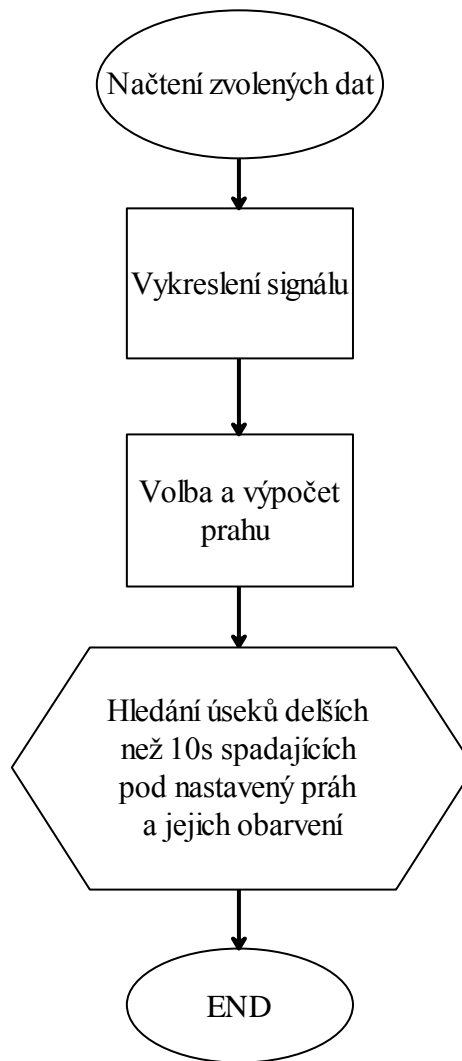 Načtení zvolených dat
Vykreslení signálu
Volba a výpočet
prahu
Hledání úseků delších
než 10s spadajících
pod nastavený práh
a jejich obarvení
END